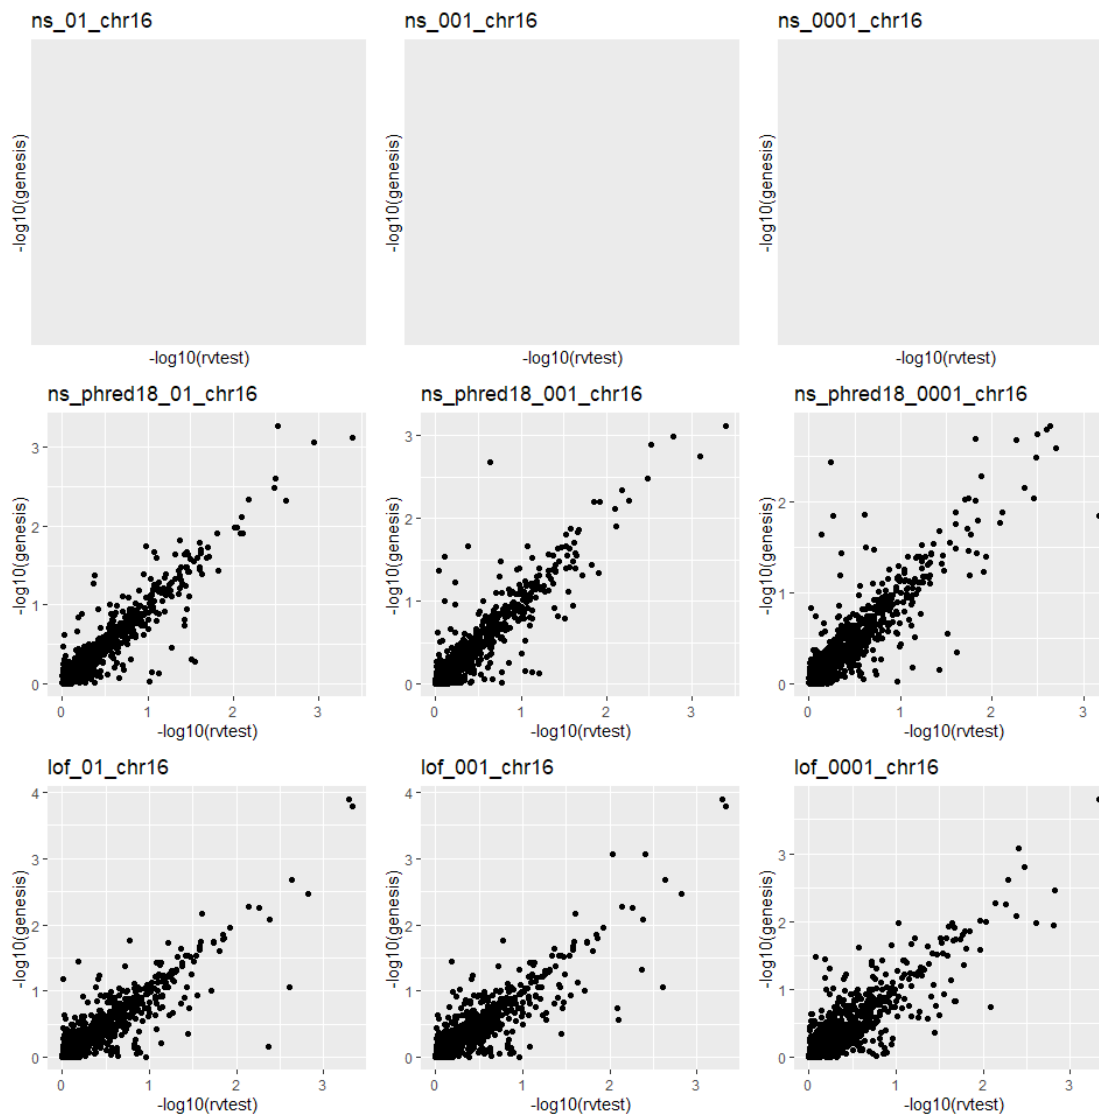 ns_01_chr16 ns_001_chr16 ns_0001_chr16
-log10(genesis) -log10(genesis) -log10(genesis)
-log10(rvtest) -log10(rvtest) -log10(rvtest)
ns_phred18_01_chr16 ns_phred18_001_chr16 ns_phred18_0001_chr16
-log10(genesis) -log10(genesis) -log10(genesis)
3 3 2
2 2 1
1 1 0
0 0
0 1 2 3 0 1 2 3 0 1 2 3
-log10(rvtest) -log10(rvtest) -log10(rvtest)
lof_01_chr16 lof_001_chr16 lof_0001_chr16
-log10(genesis) -log10(genesis) -log10(genesis)
4 4 3
3 3 2
2 2 1
1 1 0
0 0
0 1 2 3 0 1 2 3 0 1 2 3
-log10(rvtest) -log10(rvtest) -log10(rvtest)